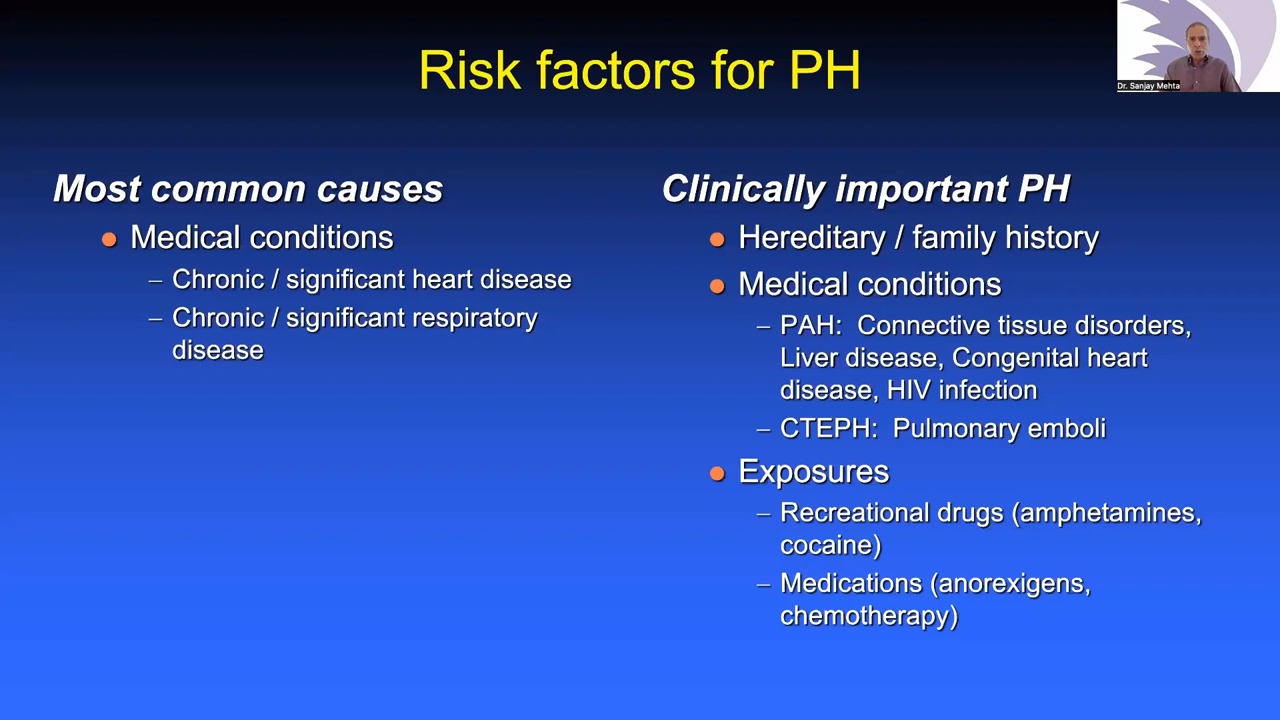 Risk factors for PH
Dr. Sanjay Mehta
Most common causes
Medical conditions
– Chronic / significant heart disease
– Chronic / significant respiratory
disease
Clinically important PH
Hereditary / family history
Medical conditions
– PAH: Connective tissue disorders,
Liver disease, Congenital heart
disease, HIV infection
– CTEPH: Pulmonary emboli
Exposures
– Recreational drugs (amphetamines,
cocaine)
– Medications (anorexigens,
chemotherapy)